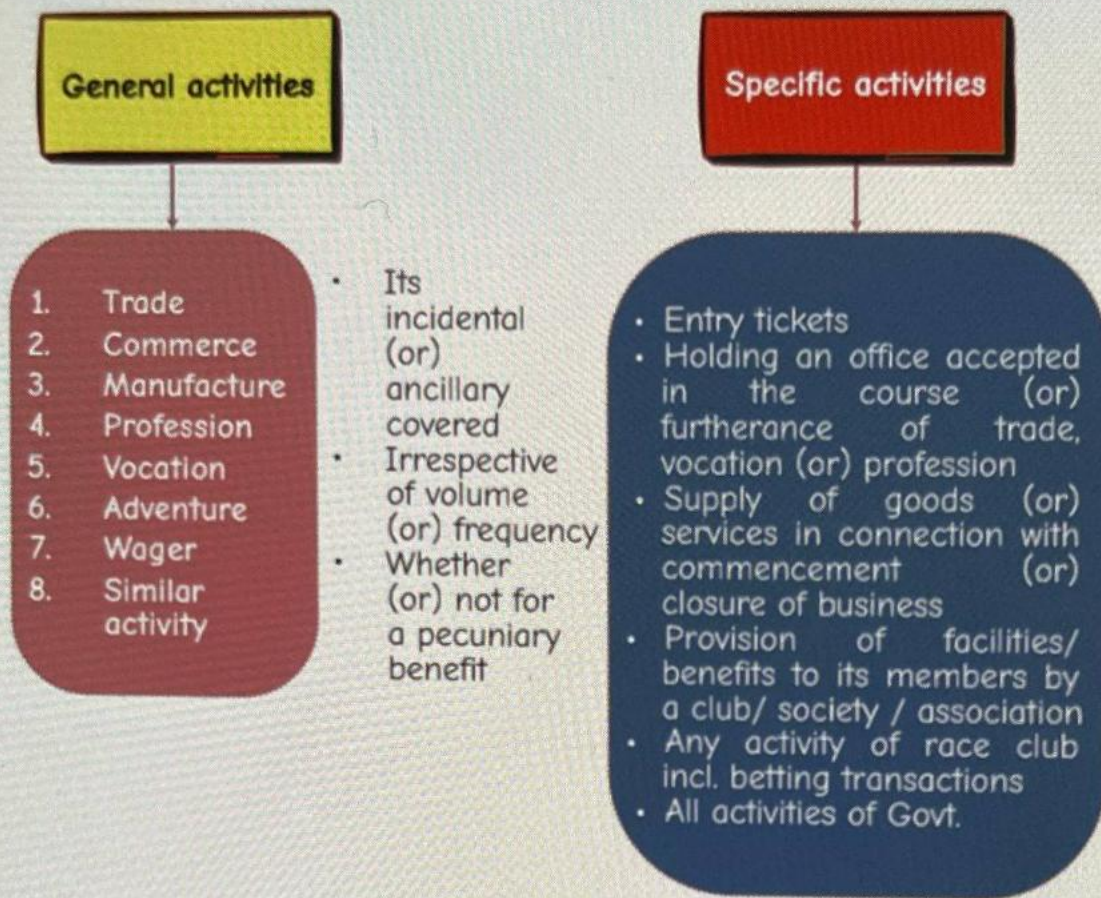 General activities
1. Trade
2. Commerce
3. Manufacture
4. Profession
5. Vocation
6. Adventure
7. Wager
8. Similar
activity
• Its
incidental
(or)
ancillary
covered
• Irrespective
of volume
(or) frequency
• Whether
(or) not for
a pecuniary
benefit
Specific activities
• Entry tickets
• Holding an office accepted
in the course (or)
furtherance of trade,
vocation (or) profession
• Supply of goods (or)
services in connection with
commencement (or)
closure of business
• Provision of facilities/
benefits to its members by
a club/ society / association
• Any activity of race club
incl. betting transactions
• All activities of Govt.